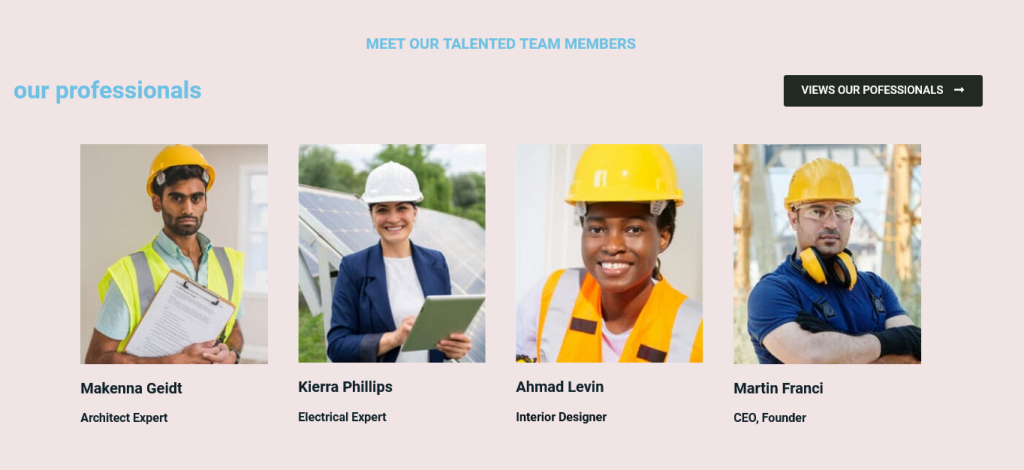 MEET OUR TALENTED TEAM MEMBERS
our professionals
VIEWS OUR POFESSIONALS
Makenna Geidt
Kierra Phillips
Ahmad Levin
Martin Franci
Architect Expert
Electrical Expert
Interior Designer
CEO, Founder